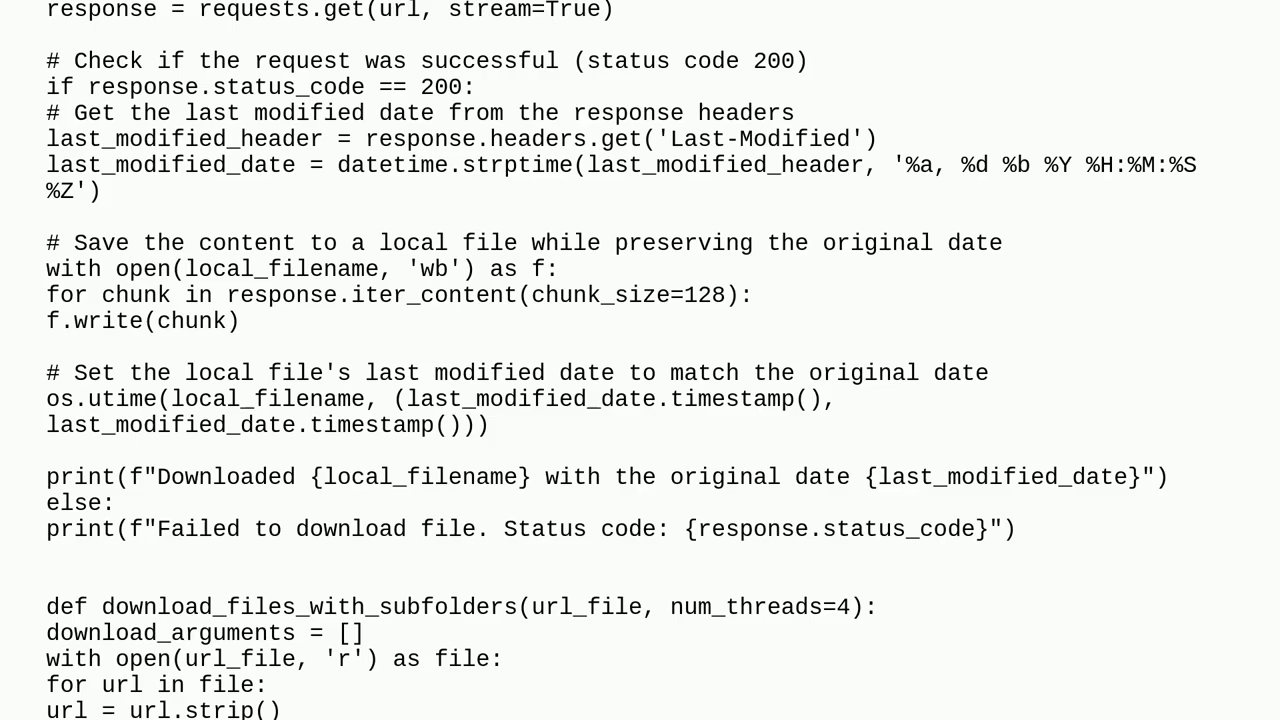 response = requests.get(url, stream=True)
# Check if the request was successful (status code 200)
if response.status_code == 200:
# Get the last modified date from the response headers
last_modified_header = response.headers.get('Last-Modified')
last_modified_date = datetime.strptime(last_modified_header, '%a, %d %b %Y %H:%M:%S
%Z')
# Save the content to a local file while preserving the original date
with open(local_filename, 'wb') as f:
for chunk in response.iter_content(chunk_size=128):
f.write(chunk)
# Set the local file's last modified date to match the original date
os.utime(local_filename, (last_modified_date.timestamp(),
last_modified_date.timestamp()))
print(f"Downloaded {local_filename} with the original date {last_modified_date}")
else:
print(f"Failed to download file. Status code: {response.status_code}")
def download_files_with_subfolders(url_file, num_threads=4):
download_arguments = []
with open(url_file, 'r') as file:
for url in file:
url = url.strip()